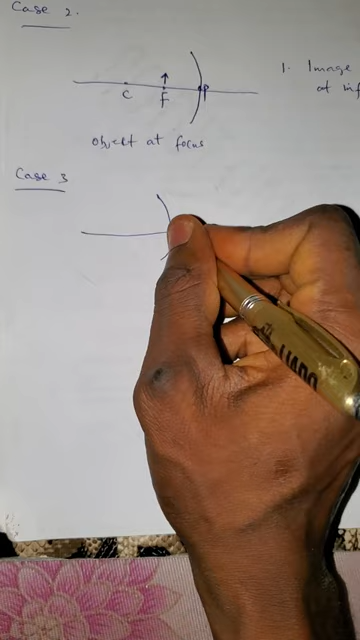 Case 2.
1. Image
at inf
C
f
P
object at focus
Case 3